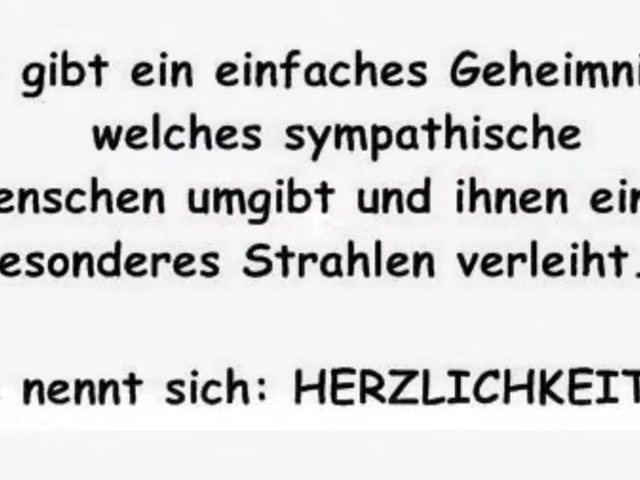 gibt ein einfaches Geheimni
welches sympathische
enschen umgibt und ihnen ein
esonderes Strahlen verleiht.
nennt sich: HERZLICHKEIT